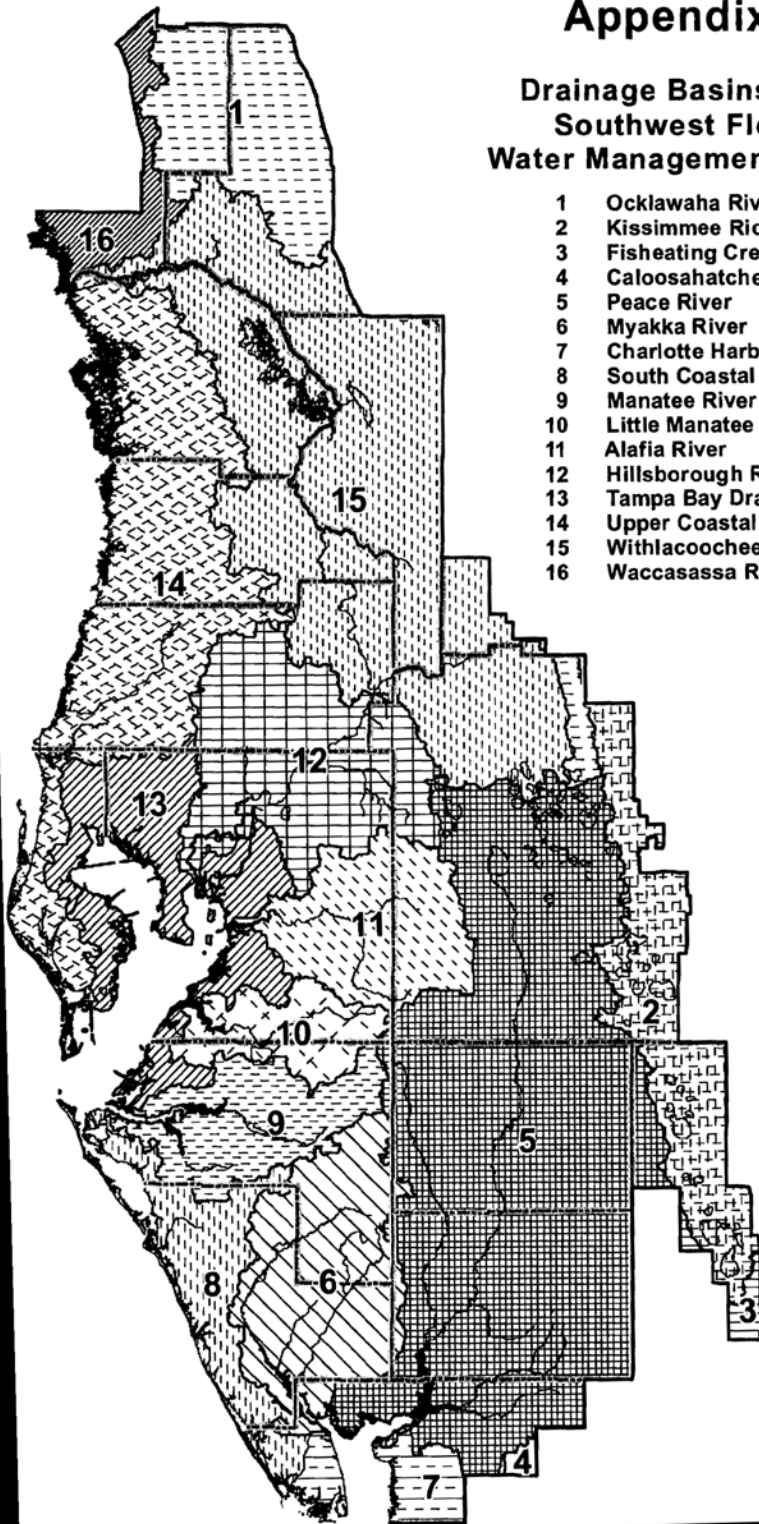 Appendix
Drainage Basins
Southwest Flo
Water Managemen
1 Ocklawaha Riv
2 Kissimmee Ric
3 Fisheating Cre
4 Caloosahatche
5 Peace River
6 Myakka River
7 Charlotte Harb
8 South Coastal
9 Manatee River
10 Little Manatee
11 Alafia River
12 Hillsborough R
13 Tampa Bay Dra
14 Upper Coastal
15 Withlacoochee
16 Waccasassa R
1
16
15
14
12
13
11
2
10
9
5
8
6
3
4
7